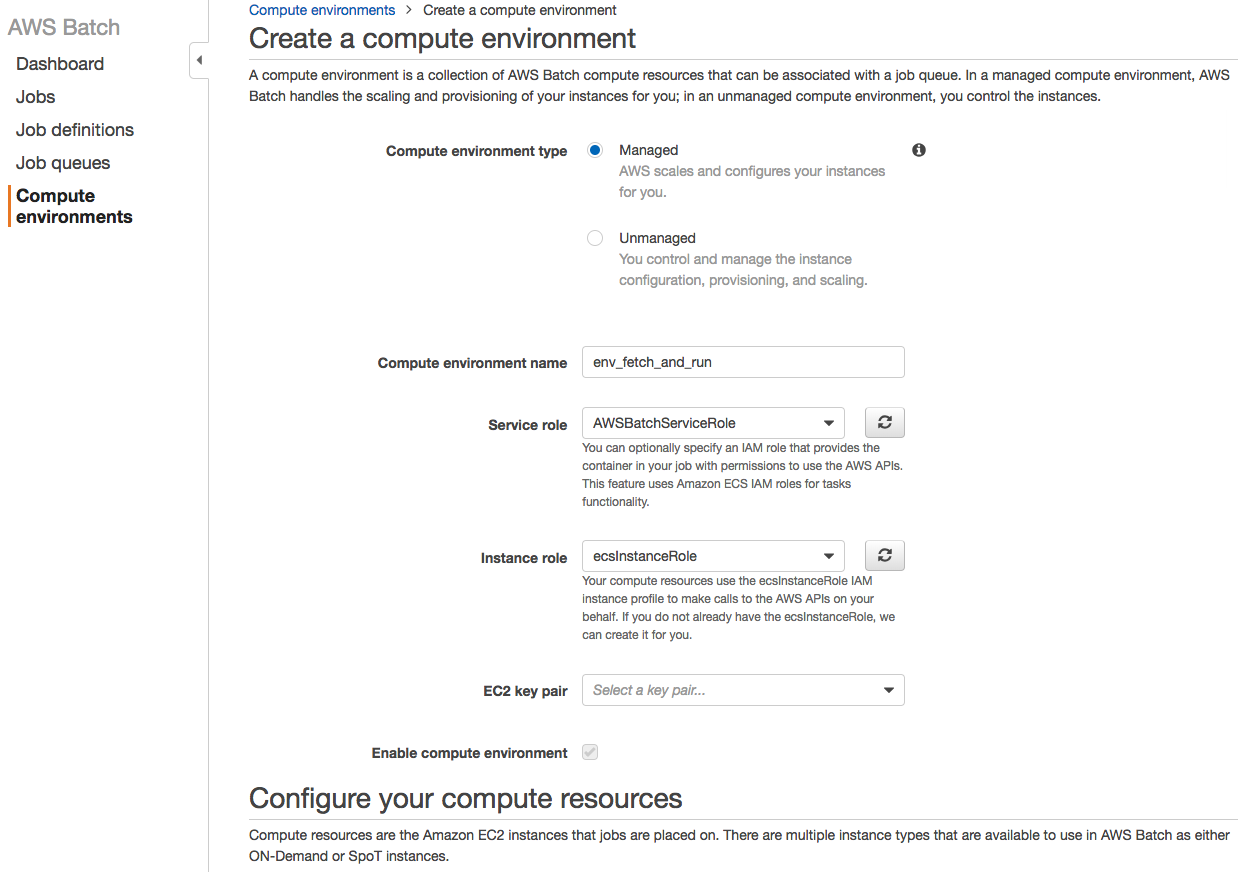 AWS Batch
Dashboard
Jobs
Job definitions
Job queues
Compute
environments
Compute environments > Create a compute environment
Create a compute environment
A compute environment is a collection of AWS Batch compute resources that can be associated with a job queue. In a managed compute environment, AWS
Batch handles the scaling and provisioning of your instances for you; in an unmanaged compute environment, you control the instances.
Compute environment type
Managed
AWS scales and configures your instances
for you.
Unmanaged
You control and manage the instance
configuration, provisioning, and scaling.
Compute environment name
env_fetch_and_run
Service role
AWSBatchServiceRole
You can optionally specify an IAM role that provides the
container in your job with permissions to use the AWS APIs.
This feature uses Amazon ECS IAM roles for tasks
functionality.
Instance role
ecsInstanceRole
Your compute resources use the ecsInstanceRole IAM
instance profile to make calls to the AWS APIs on your
behalf. If you do not already have the ecsInstanceRole, we
can create it for you.
EC2 key pair
Select a key pair...
Enable compute environment
Configure your compute resources
Compute resources are the Amazon EC2 instances that jobs are placed on. There are multiple instance types that are available to use in AWS Batch as either
ON-Demand or SpoT instances.